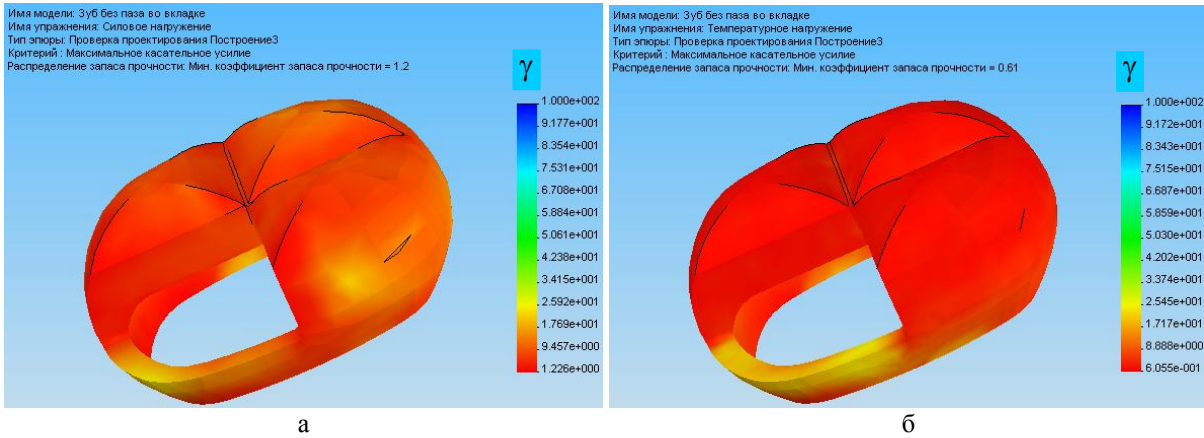 Имя модели: Зуб без паза во вкладке
Имя упражнения: Силовое нагружение
Тип эпюры: Проверка проектирования Построение3
Критерий : Максимальное касательное усилие
Распределение запаса прочности: Мин. коэффициент запаса прочности = 1.2
γ
1.000e+002
9.177e+001
8.354e+001
7.531e+001
6.708e+001
5.884e+001
5.061e+001
4.238e+001
3.415e+001
2.592e+001
1.769e+001
9.457e+000
1.226e+000
а
Имя модели: Зуб без паза во вкладке
Имя упражнения: Температурное нагружение
Тип эпюры: Проверка проектирования Построение3
Критерий : Максимальное касательное усилие
Распределение запаса прочности: Мин. коэффициент запаса прочности = 0.61
γ
1.000e+002
9.172e+001
8.343e+001
7.515e+001
6.687e+001
5.859e+001
5.030e+001
4.202e+001
3.374e+001
2.545e+001
1.717e+001
8.888e+000
6.055e-001
б